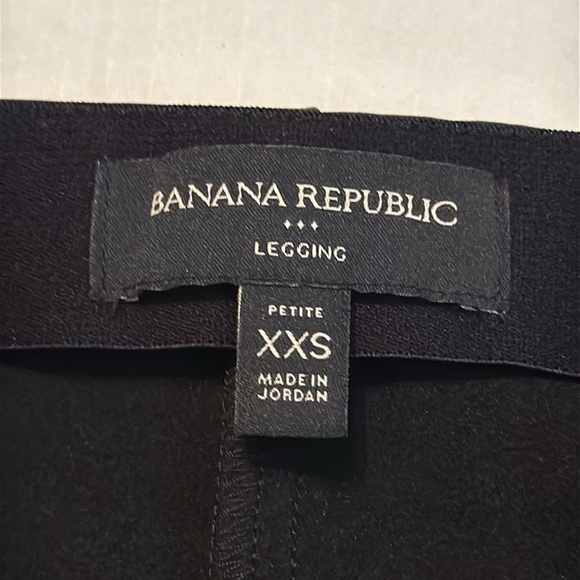 BANANA REPUBLIC
LEGGING
PETITE
XXS
MADE IN
JORDAN